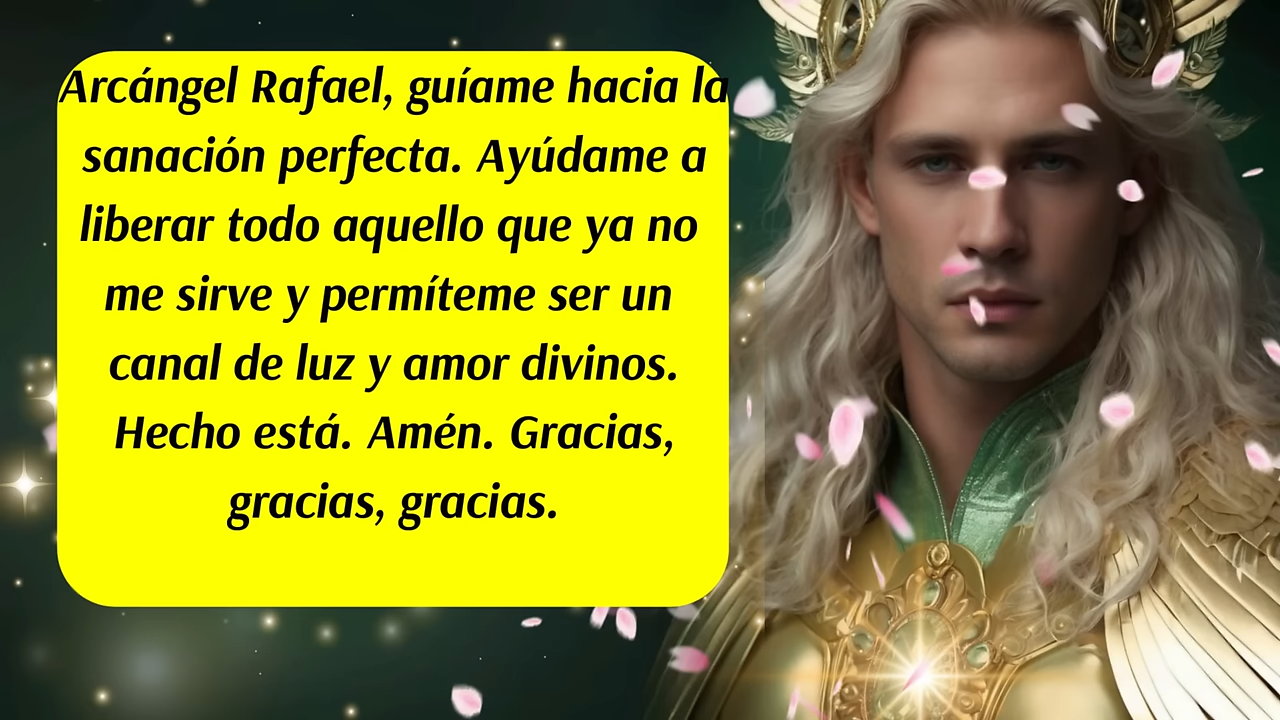 Arcángel Rafael, guíame hacia la
sanación perfecta. Ayúdame a
liberar todo aquello que ya no
me sirve y permíteme ser un
canal de luz y amor divinos.
Hecho está. Amén. Gracias,
gracias, gracias.